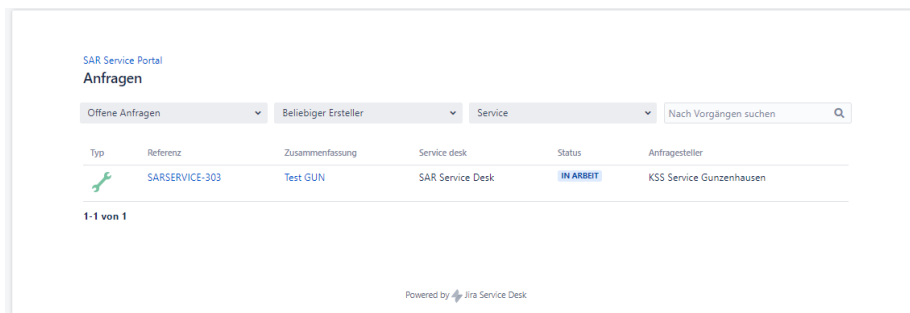 SAR Service Portal
Anfragen
Offene Anfragen Beliebiger Ersteller Service Nach Vorgängen suchen
Typ Referenz Zusammenfassung Service desk Status Anfragesteller
SARSERVICE-303 Test GUN SAR Service Desk IN ARBEIT KSS Service Gunzenhausen
1-1 von 1
Powered by Jira Service Desk